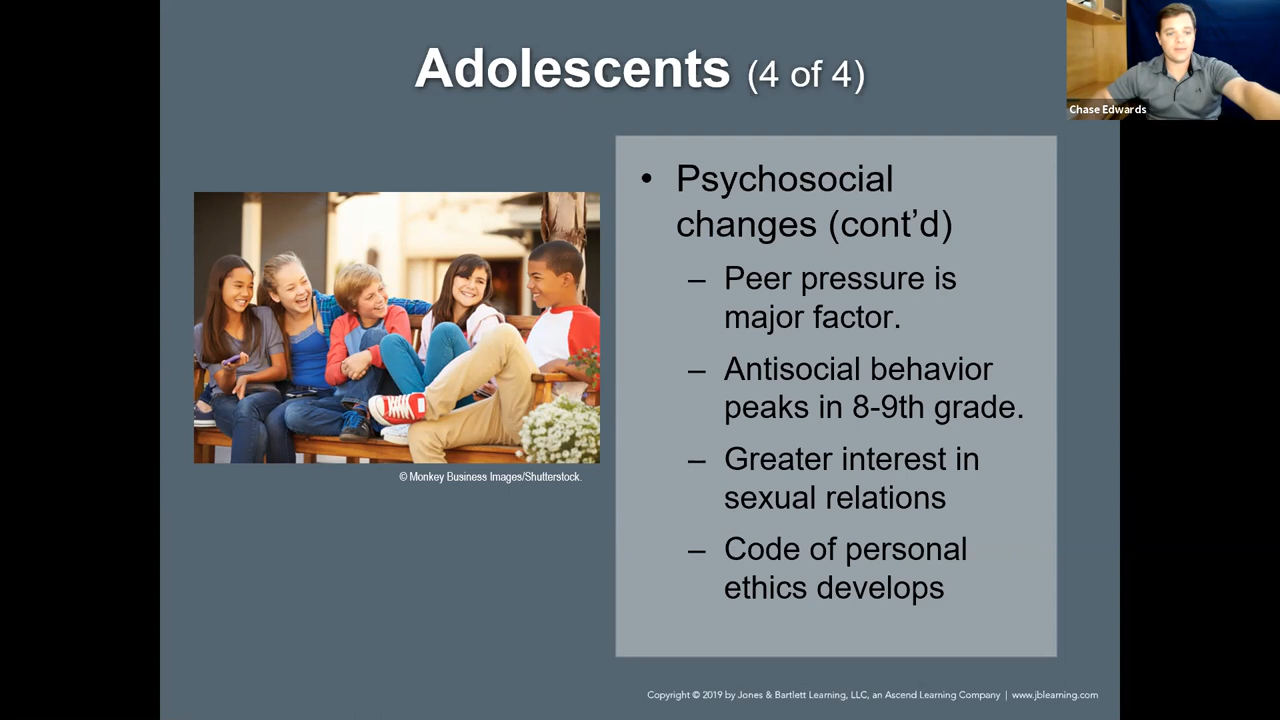 Adolescents (4 of 4)
Chase Edwards
• Psychosocial
changes (cont’d)
– Peer pressure is
major factor.
– Antisocial behavior
peaks in 8-9th grade.
– Greater interest in
sexual relations
– Code of personal
ethics develops
© Monkey Business Images/Shutterstock.
Copyright © 2019 by Jones & Bartlett Learning, LLC, an Ascend Learning Company | www.jblearning.com